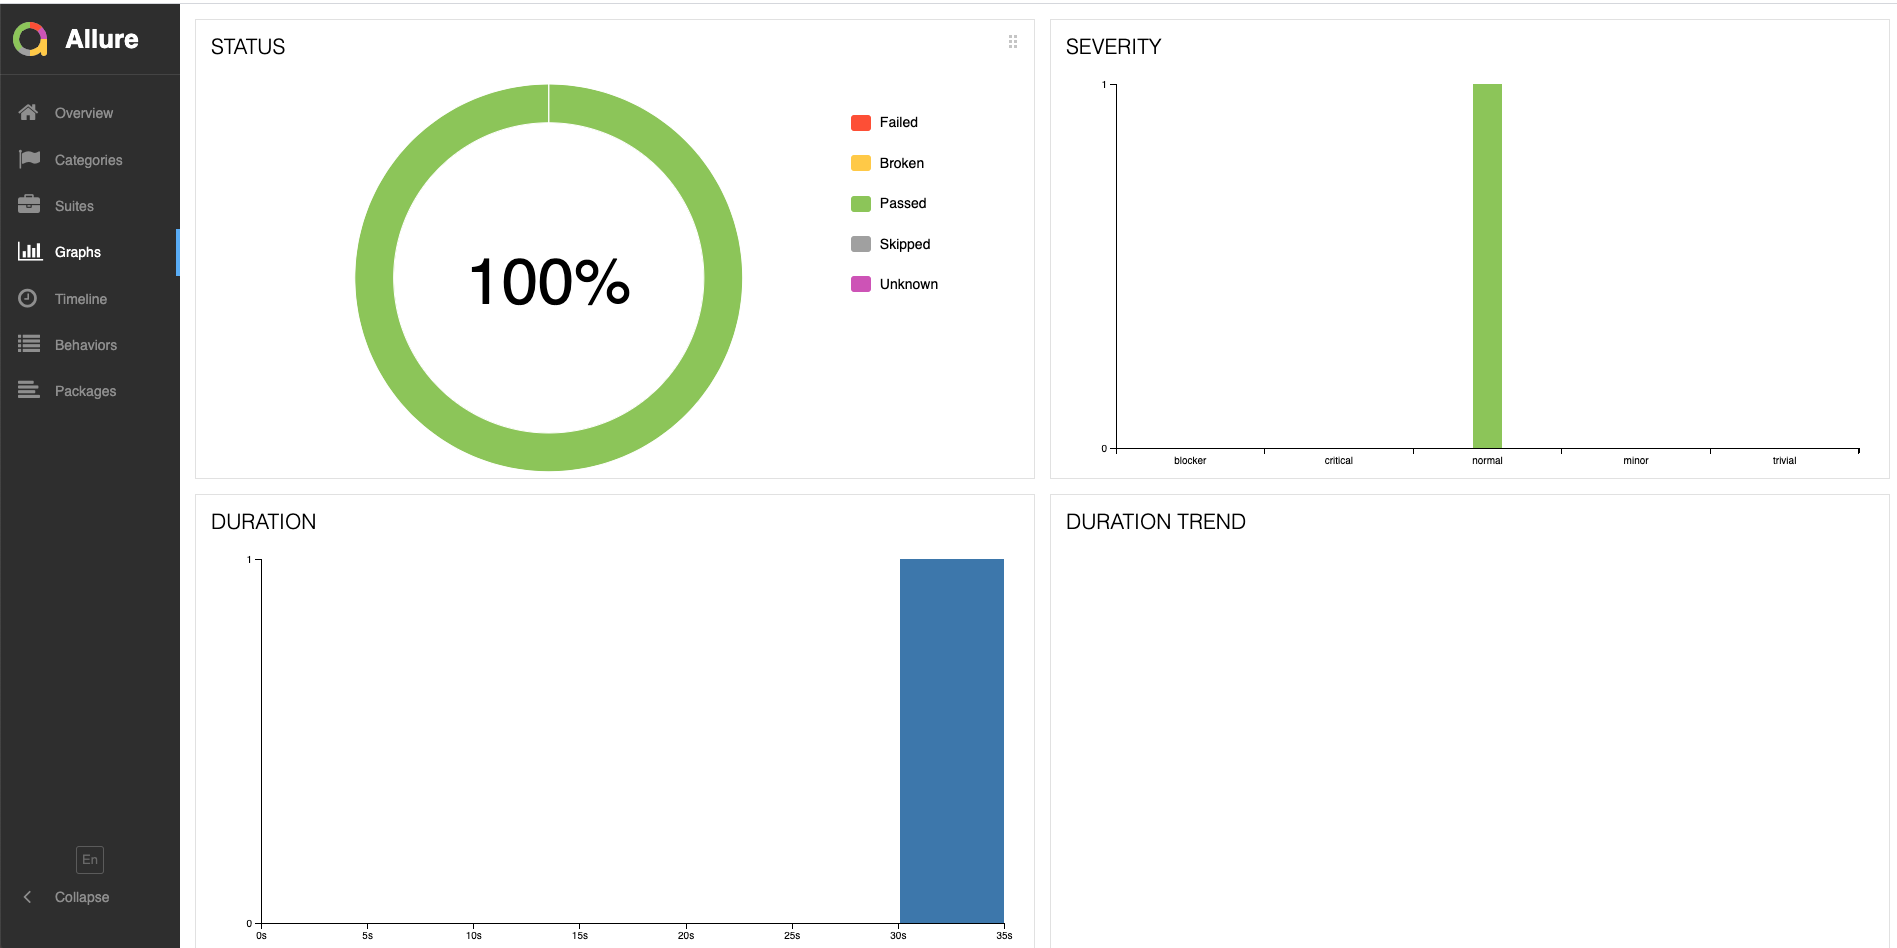 Allure
Overview
Categories
Suites
Graphs
Timeline
Behaviors
Packages
En
Collapse
STATUS
100%
Failed
Broken
Passed
Skipped
Unknown
SEVERITY
1
0
blocker critical normal minor trivial
DURATION
1
0
0s 5s 10s 15s 20s 25s 30s 35s
DURATION TREND